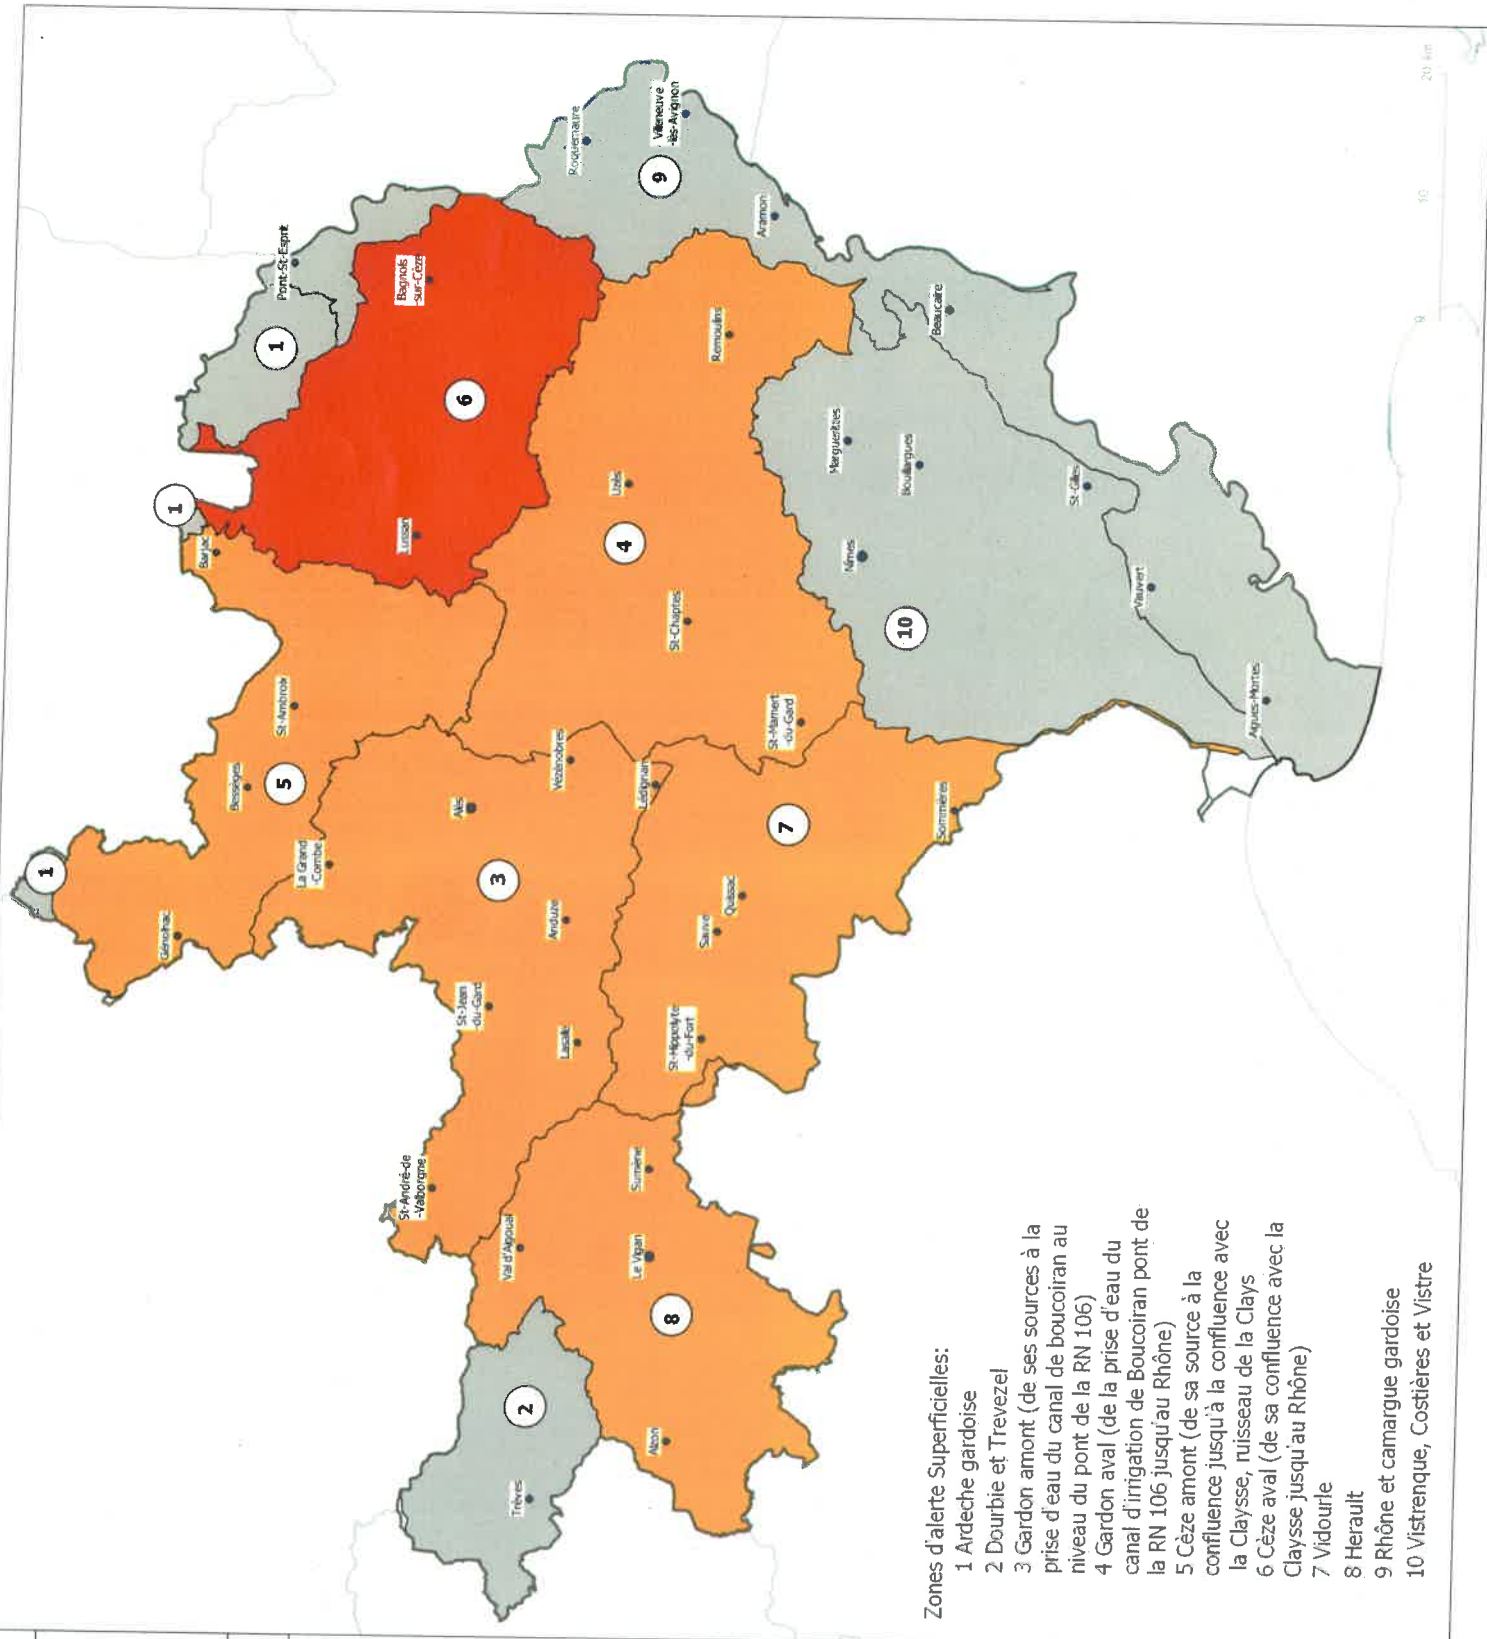 1
Génolhac
Bessèges
5
St-Ambroix
Barjac
1
1
Pont-St-Esprit
La Grand
-Combe
Bagnols
-sur-Cèze
6
Lussan
St-André-de
-Valborgne
St-Jean
-du-Gard
3
Alès
Anduze
Vézénobres
Lasalle
2
Trèves
Val d'Aigoual
4
Uzès
Roquemaure
Villeneuve
-lès-Avignon
9
Aramon
Remoulins
St-Chaptes
Lédignan
St-Mamert
-du-Gard
Le Vigan
Sumène
8
Alzon
St-Hippolyte
-du-Fort
Sauve
Quissac
7
Sommières
Marguerittes
Nîmes
Bouillargues
10
Beaucaire
St-Gilles
Vauvert
Aigues-Mortes
0
10
20 km
Zones d'alerte Superficielles:
1 Ardeche gardoise
2 Dourbie et Trevezel
3 Gardon amont (de ses sources à la
prise d'eau du canal de boucoiran au
niveau du pont de la RN 106)
4 Gardon aval (de la prise d'eau du
canal d'irrigation de Boucoiran pont de
la RN 106 jusqu'au Rhône)
5 Cèze amont (de sa source à la
confluence jusqu'à la confluence avec
la Claysse, ruisseau de la Clays
6 Cèze aval (de sa confluence avec la
Claysse jusqu'au Rhône)
7 Vidourle
8 Herault
9 Rhône et camargue gardoise
10 Vistrenque, Costières et Vistre